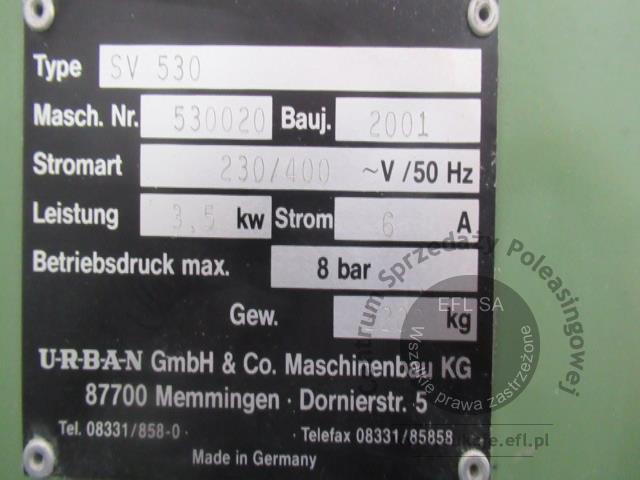 Type SV 530
Masch. Nr. 530020 Bauj. 2001
Stromart 230/400 ~V/50 Hz
Leistung 3,5 kw Strom 6 A
Betriebsdruck max. 8 bar
Gew. kg
U·R·B·A·N GmbH & Co. Maschinenbau KG
87700 Memmingen · Dornierstr. 5
Tel. 08331/858-0 · · Telefax 08331/85858
Made in Germany
Centrum Sprzedaży Poleasingowej
EFL SA
Wszelkie prawa zastrzeżone
.efl.pl